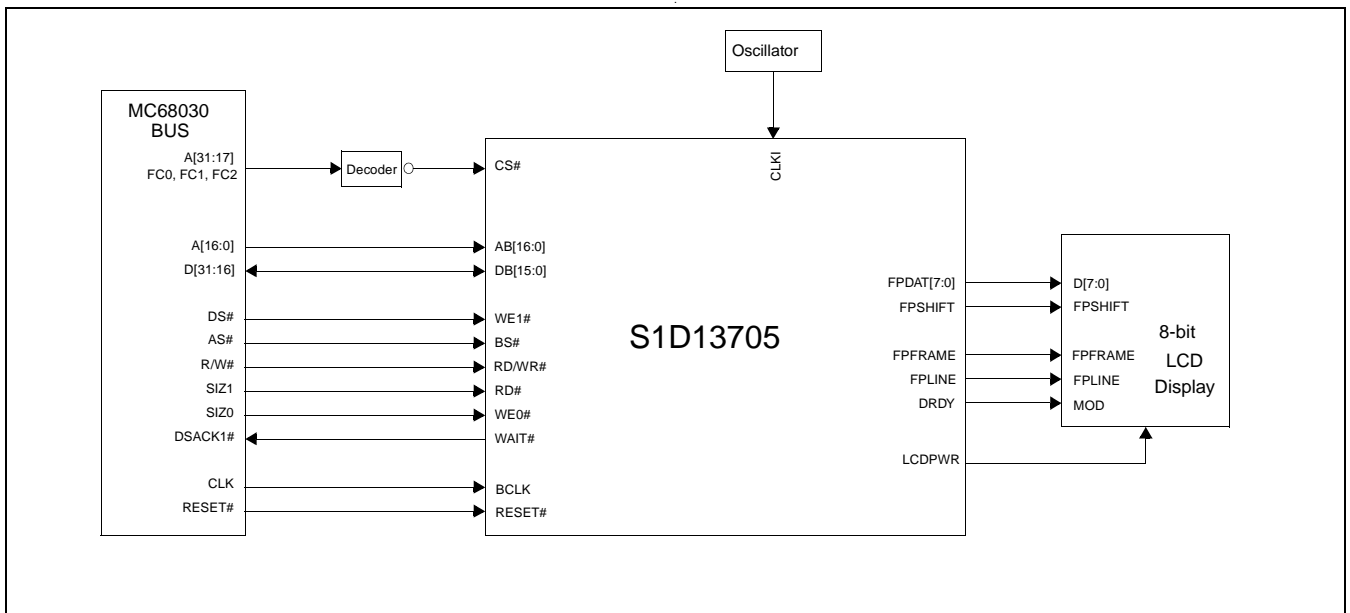 Oscillator
MC68030
BUS
A[31:17]
FC0, FC1, FC2
Decoder
CS#
CLKI
A[16:0]
AB[16:0]
D[31:16]
DB[15:0]
DS#
WE1#
AS#
BS#
R/W#
RD/WR#
SIZ1
RD#
SIZ0
WE0#
DSACK1#
WAIT#
CLK
BCLK
RESET#
RESET#
S1D13705
FPDAT[7:0]
D[7:0]
FPSHIFT
FPSHIFT
FPFRAME
FPFRAME
FPLINE
FPLINE
DRDY
MOD
LCDPWR
8-bit
LCD
Display